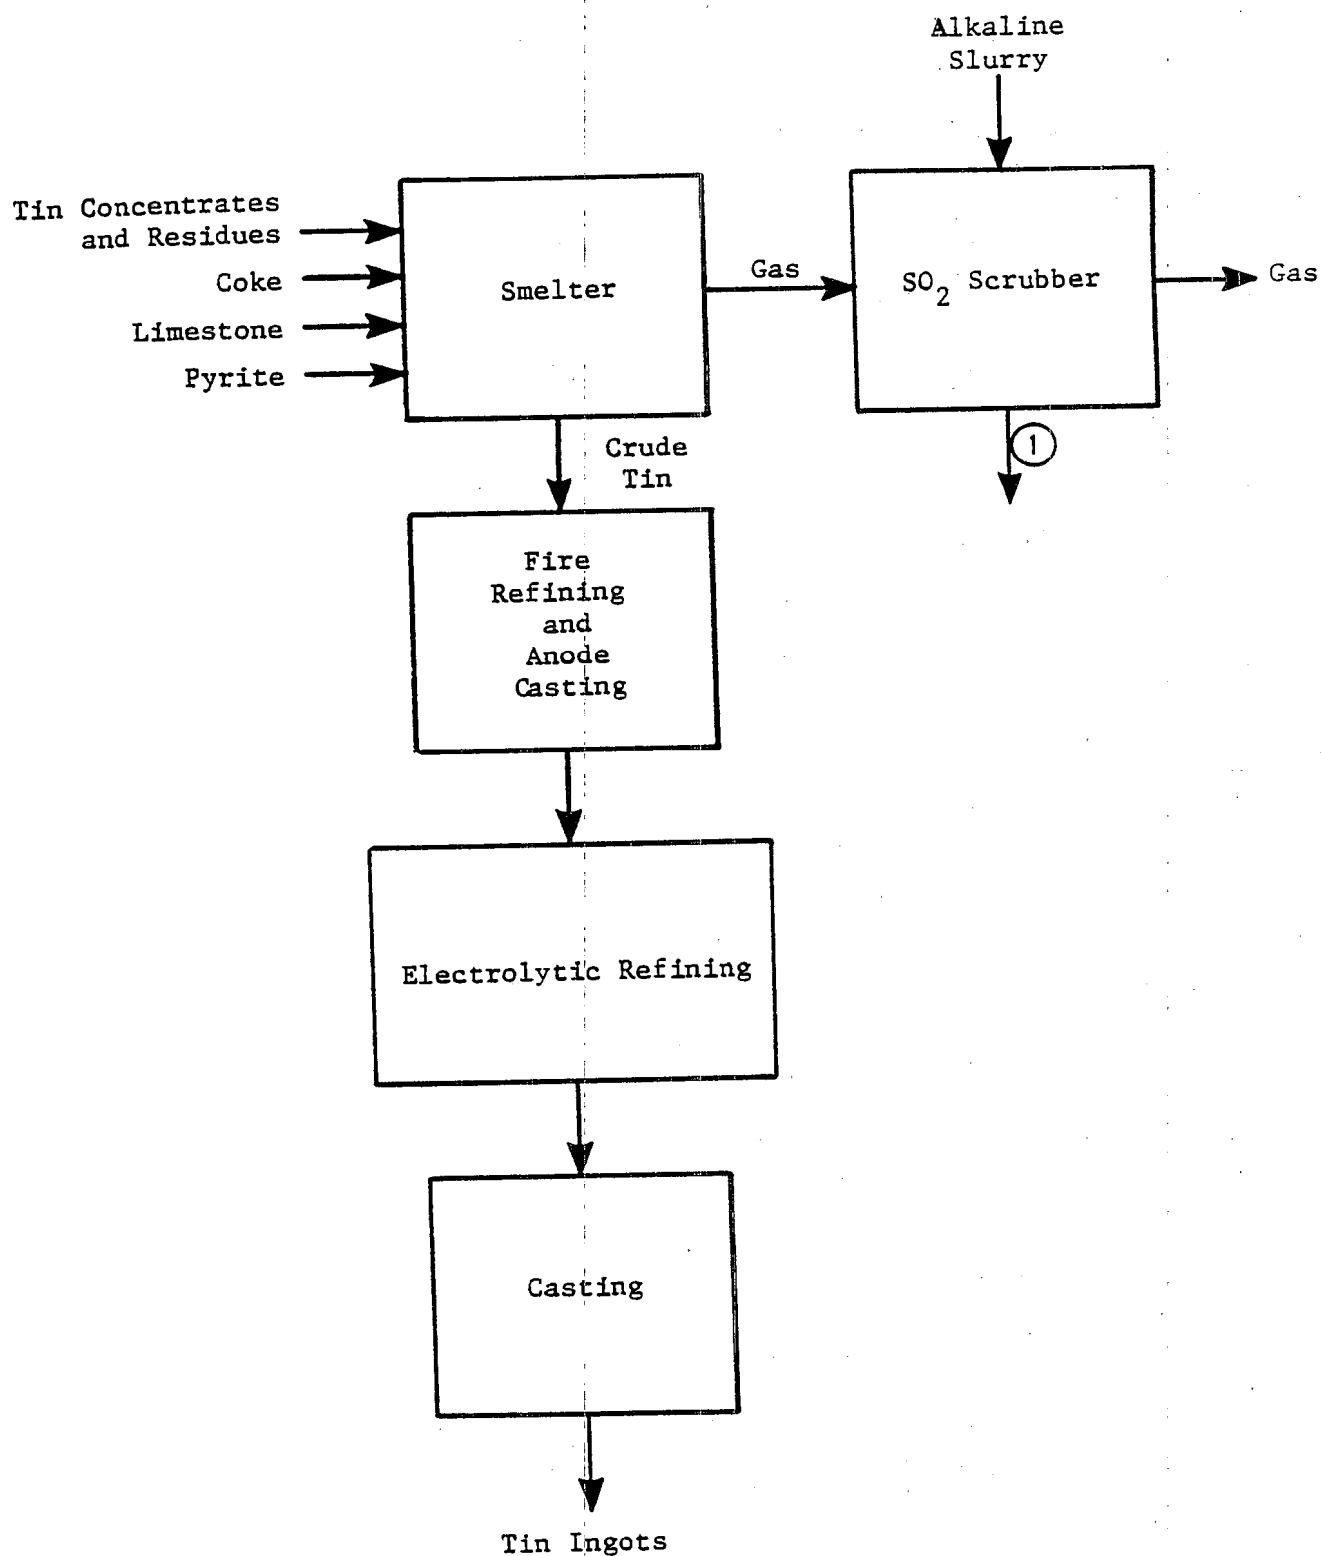 Alkaline
Slurry
Tin Concentrates
and Residues
Coke
Limestone
Pyrite
Smelter
Gas
SO2 Scrubber
Gas
1
Crude
Tin
Fire
Refining
and
Anode
Casting
Electrolytic Refining
Casting
Tin Ingots